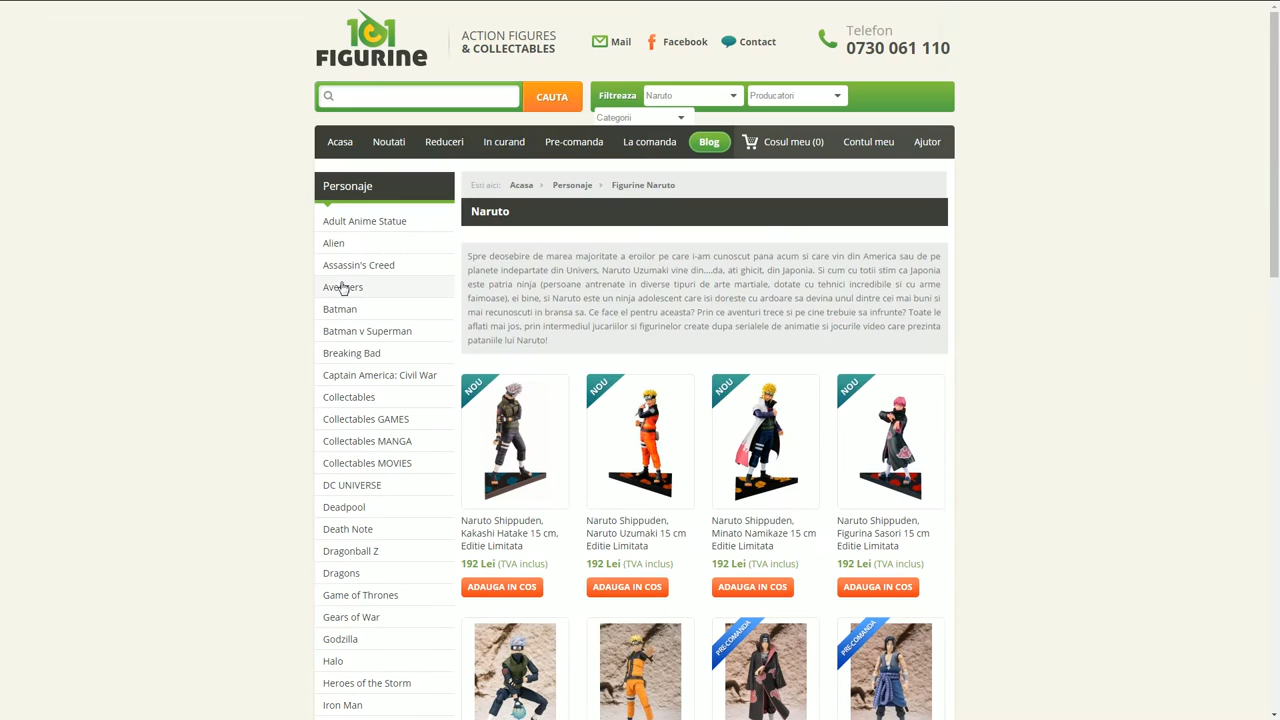 101
FIGURINE
ACTION FIGURES
& COLLECTABLES
Mail
Facebook
Contact
Telefon
0730 061 110
CAUTA
Filtreaza
Naruto
Producatori
Categorii
Acasa
Noutati
Reduceri
In curand
Pre-comanda
La comanda
Blog
Cosul meu (0)
Contul meu
Ajutor
Personaje
Adult Anime Statue
Alien
Assassin's Creed
Batman
Batman v Superman
Breaking Bad
Captain America: Civil War
Collectables
Collectables GAMES
Collectables MANGA
Collectables MOVIES
DC UNIVERSE
Deadpool
Death Note
Dragonball Z
Dragons
Game of Thrones
Gears of War
Godzilla
Halo
Heroes of the Storm
Iron Man
Esti aici: Acasa > Personaje > Figurine Naruto
Naruto
Spre deosebire de marea majoritate a eroilor pe care i-am cunoscut pana acum si care vin din America sau de pe
planete indepartate din Univers, Naruto Uzumaki vine din....da, ati ghicit, din Japonia. Si cum cu totii stim ca Japonia
este patria ninja (persoane antrenate in diverse tipuri de arte martiale, dotate cu tehnici incredibile si cu arme
faimoase), ei bine, si Naruto este un ninja adolescent care isi doreste cu ardoare sa devina unul dintre cei mai buni si
mai recunoscuti in bransa sa. Ce face el pentru aceasta? Prin ce aventuri trece si pe cine trebuie sa infrunte? Toate le
aflati mai jos, prin intermediul jucariilor si figurinelor create dupa serialele de animatie si jocurile video care prezinta
pataniile lui Naruto!
NOU
Naruto Shippuden,
Kakashi Hatake 15 cm,
Editie Limitata
192 Lei (TVA inclus)
ADAUGA IN COS
NOU
Naruto Shippuden,
Naruto Uzumaki 15 cm
Editie Limitata
192 Lei (TVA inclus)
ADAUGA IN COS
NOU
Naruto Shippuden,
Minato Namikaze 15 cm
Editie Limitata
192 Lei (TVA inclus)
ADAUGA IN COS
NOU
Naruto Shippuden,
Figurina Sasori 15 cm
Editie Limitata
192 Lei (TVA inclus)
ADAUGA IN COS
PRE-COMANDA
PRE-COMANDA